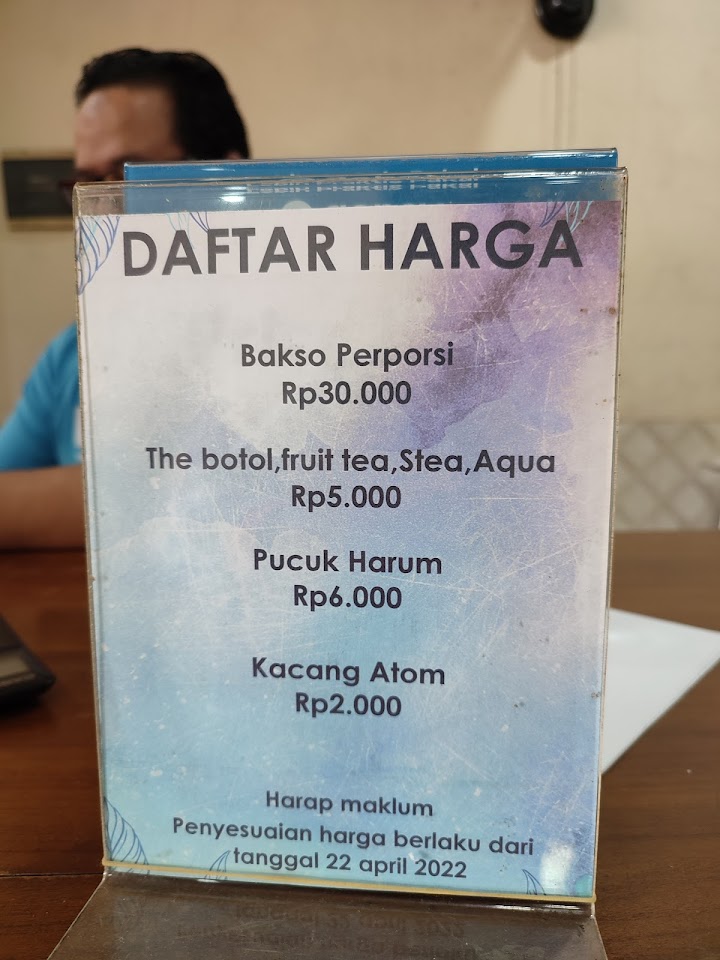 DAFTAR HARGA
Bakso Perporsi
Rp30.000
The botol,fruit tea,Stea,Aqua
Rp5.000
Pucuk Harum
Rp6.000
Kacang Atom
Rp2.000
Harap maklum
Penyesuaian harga berlaku dari
tanggal 22 april 2022